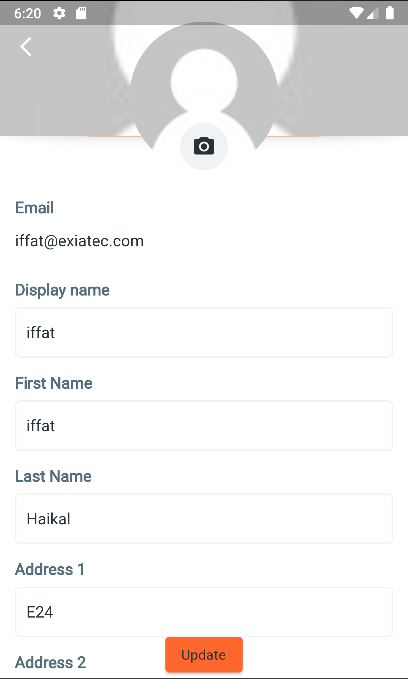 6:20
Email
iffat@exiatec.com
Display name
iffat
First Name
iffat
Last Name
Haikal
Address 1
E24
Update
Address 2